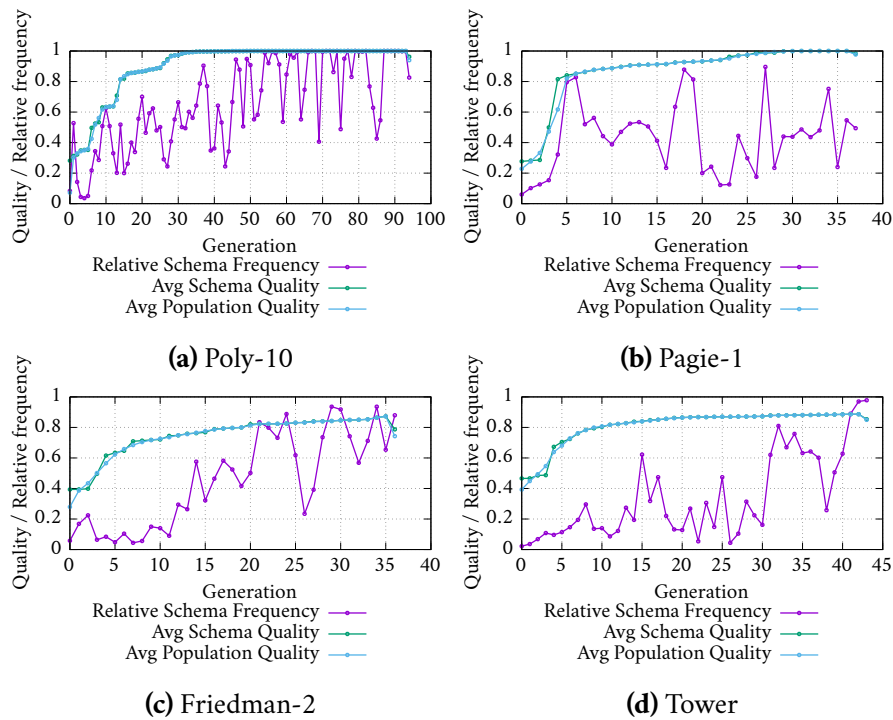 Quality / Relative frequency
1
0.8
0.6
0.4
0.2
0
0 10 20 30 40 50 60 70 80 90 100
Generation
Relative Schema Frequency
Avg Schema Quality
Avg Population Quality
(a) Poly-10
Quality / Relative frequency
1
0.8
0.6
0.4
0.2
0
0 5 10 15 20 25 30 35 40
Generation
Relative Schema Frequency
Avg Schema Quality
Avg Population Quality
(b) Pagie-1
Quality / Relative frequency
1
0.8
0.6
0.4
0.2
0
0 5 10 15 20 25 30 35 40
Generation
Relative Schema Frequency
Avg Schema Quality
Avg Population Quality
(c) Friedman-2
Quality / Relative frequency
1
0.8
0.6
0.4
0.2
0
0 5 10 15 20 25 30 35 40 45
Generation
Relative Schema Frequency
Avg Schema Quality
Avg Population Quality
(d) Tower